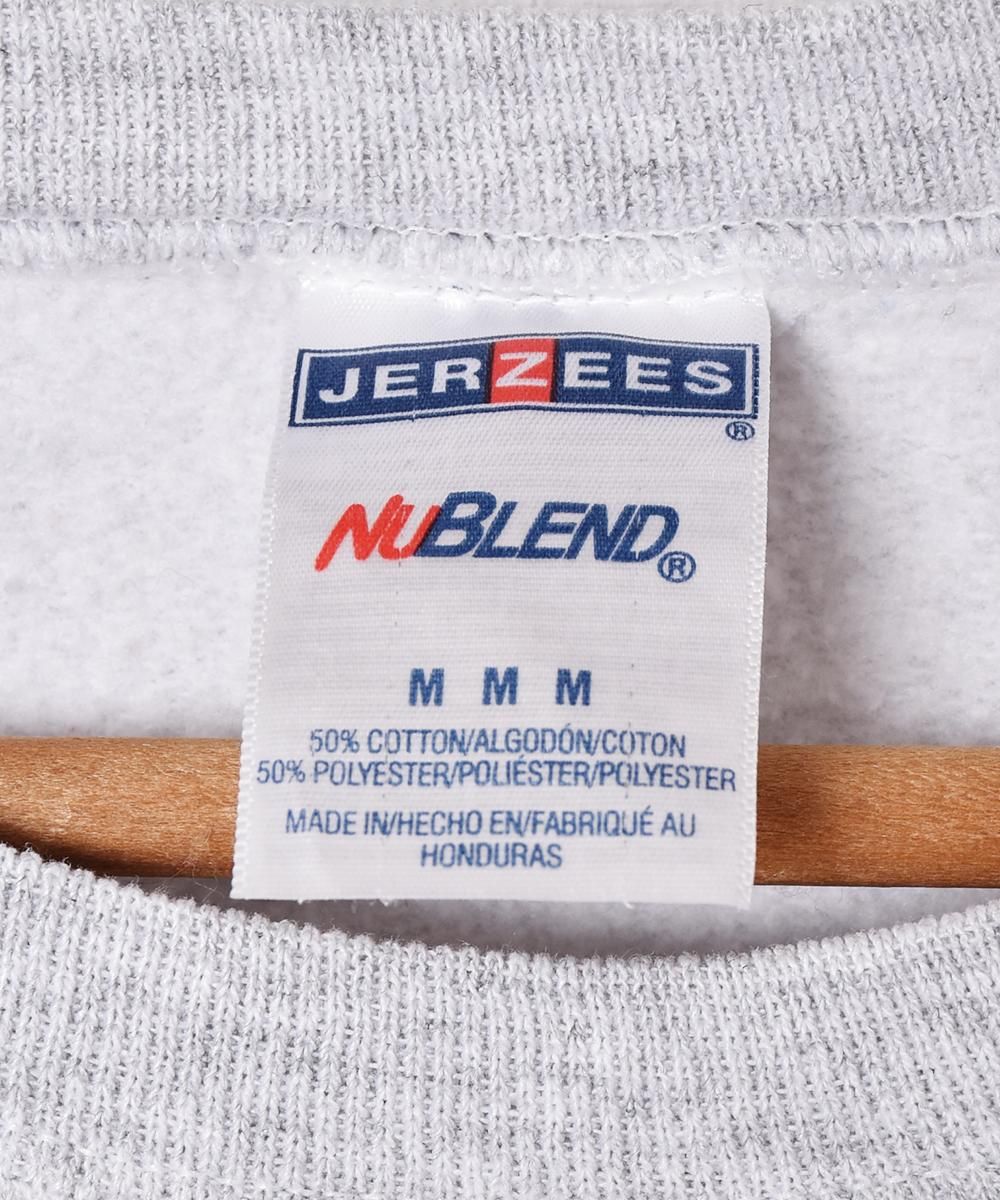 JERZEES
®
NUBLEND®
M M M
50% COTTON/ALGODÓN/COTON
50% POLYESTER/POLIÉSTER/POLYESTER
MADE IN/HECHO EN/FABRIQUÉ AU
HONDURAS